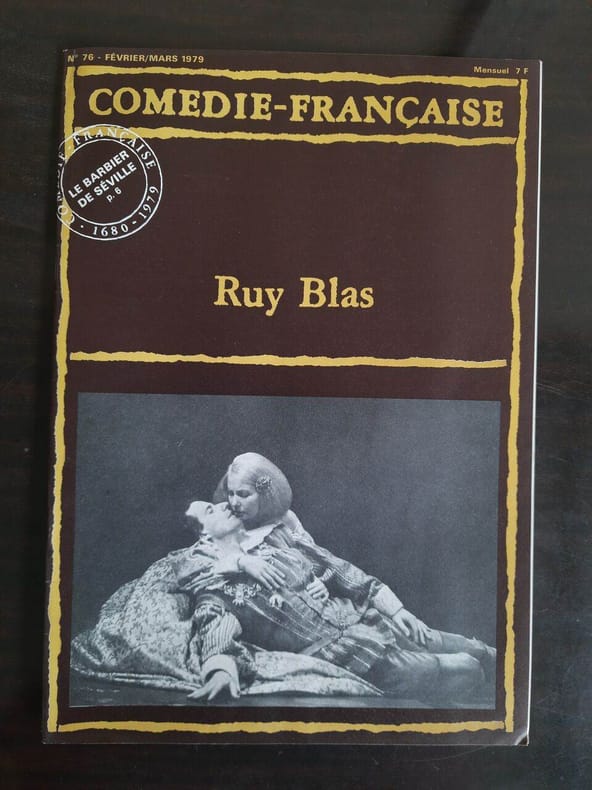 N° 76 - FÉVRIER/MARS 1979
Mensuel 7 F
COMEDIE-FRANÇAISE
COMÉDIE-FRANÇAISE
LE BARBIER
DE SÉVILLE
p. 6
· 1680-1979 ·
Ruy Blas